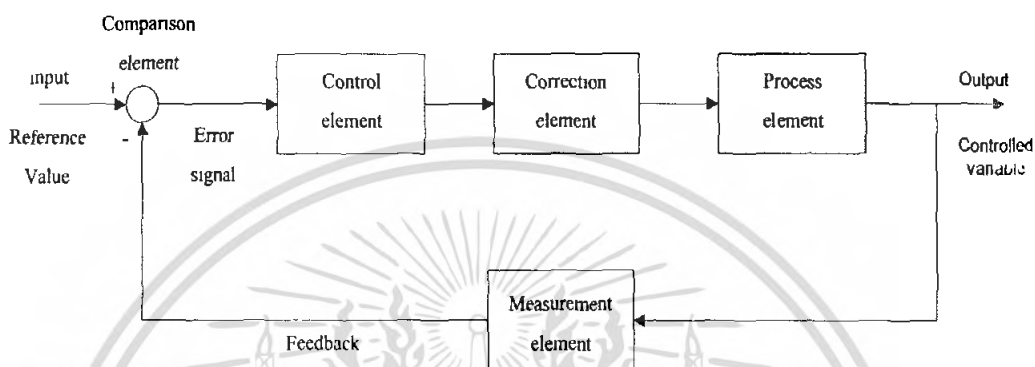 Comparison
element
input
+
-
Reference
Value
Error
signal
Control
element
Correction
element
Process
element
Output
Controlled
variable
Measurement
element
Feedback